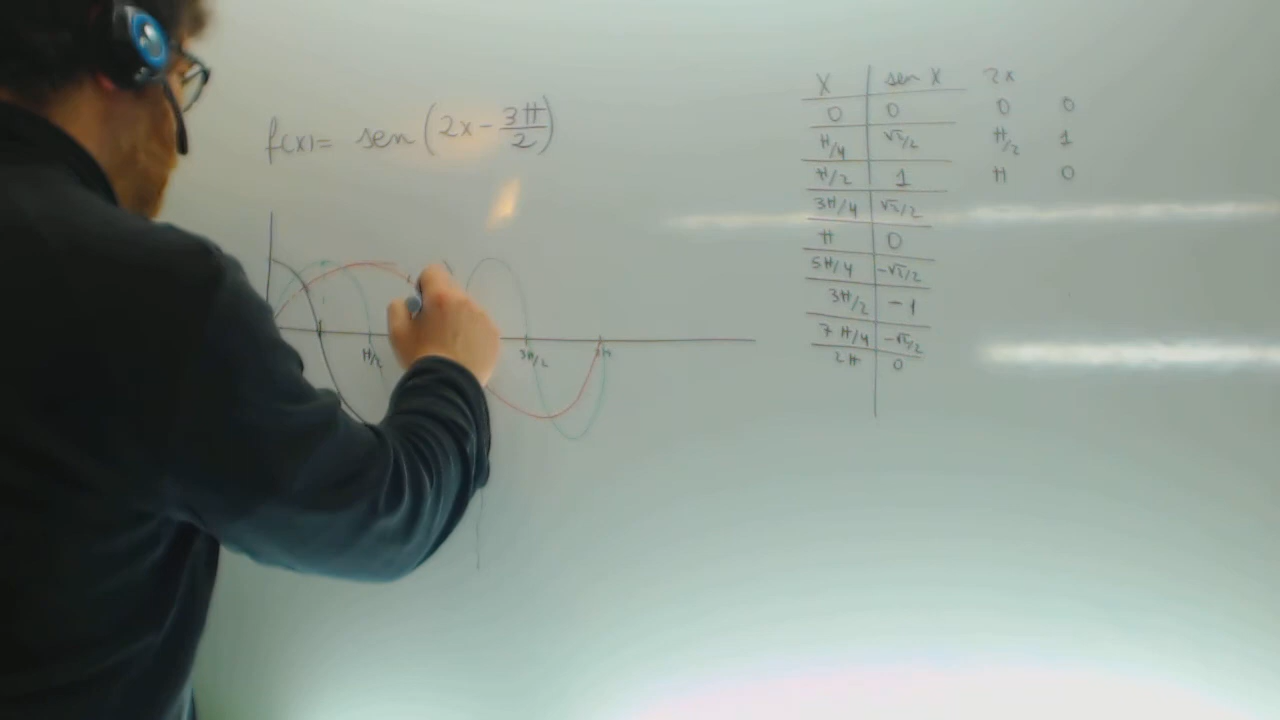 f(x) = sen (2x - 3π/2)
x sen x 2x
0 0 0 0
π/4 √2/2 π/2 1
π/2 1 π 0
3π/4 √2/2
π 0
5π/4 -√2/2
3π/2 -1
7π/4 -√2/2
2π 0
π/2 3π/2 2π